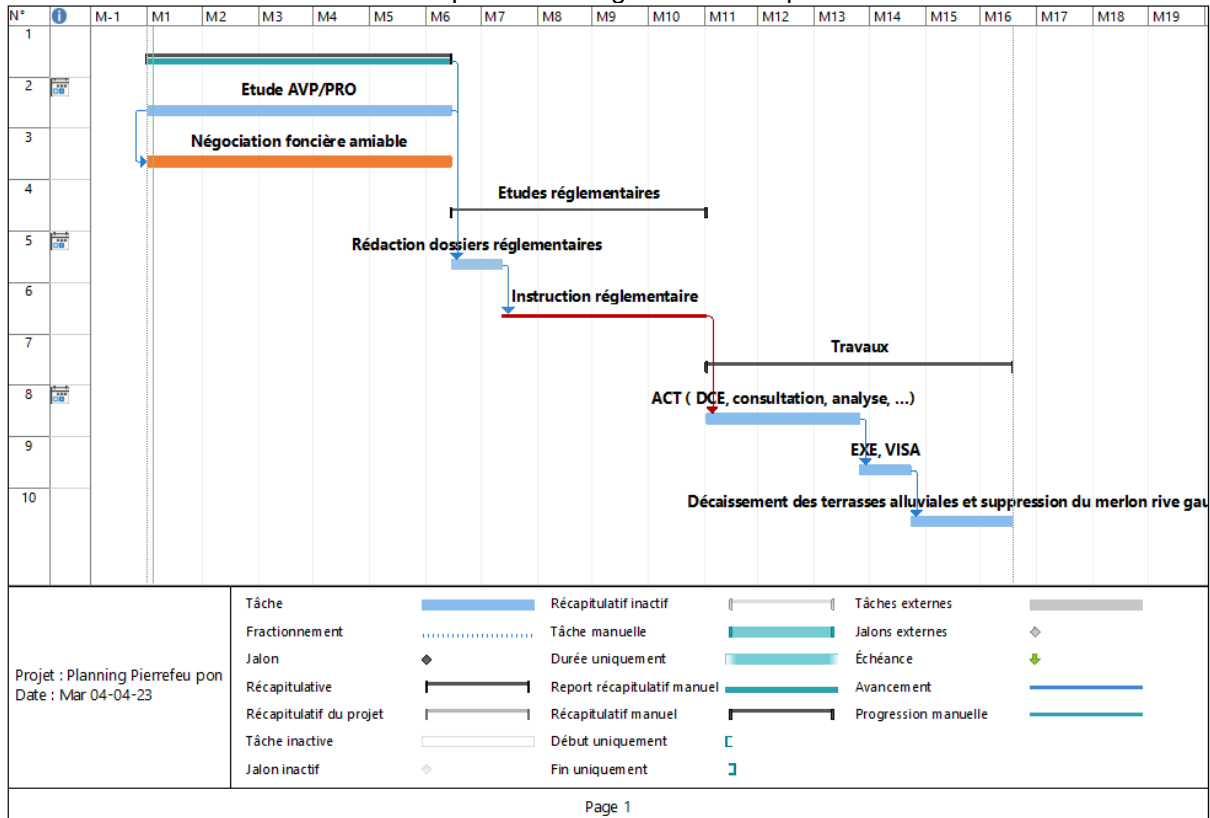 N° M-1 M1 M2 M3 M4 M5 M6 M7 M8 M9 M10 M11 M12 M13 M14 M15 M16 M17 M18 M19
1
2 Etude AVP/PRO
3 Négociation foncière amiable
4 Etudes réglementaires
5 Rédaction dossiers réglementaires
6 Instruction réglementaire
7 Travaux
8 ACT ( DCE, consultation, analyse, ...)
9 EXE, VISA
10 Décaissement des terrasses alluviales et suppression du merlon rive gau
Projet : Planning Pierrefeu pon
Date : Mar 04-04-23
Tâche Récapitulatif inactif Tâches externes
Fractionnement Tâche manuelle Jalons externes
Jalon Durée uniquement Échéance
Récapitulative Report récapitulatif manuel Avancement
Récapitulatif du projet Récapitulatif manuel Progression manuelle
Tâche inactive Début uniquement
Jalon inactif Fin uniquement
Page 1